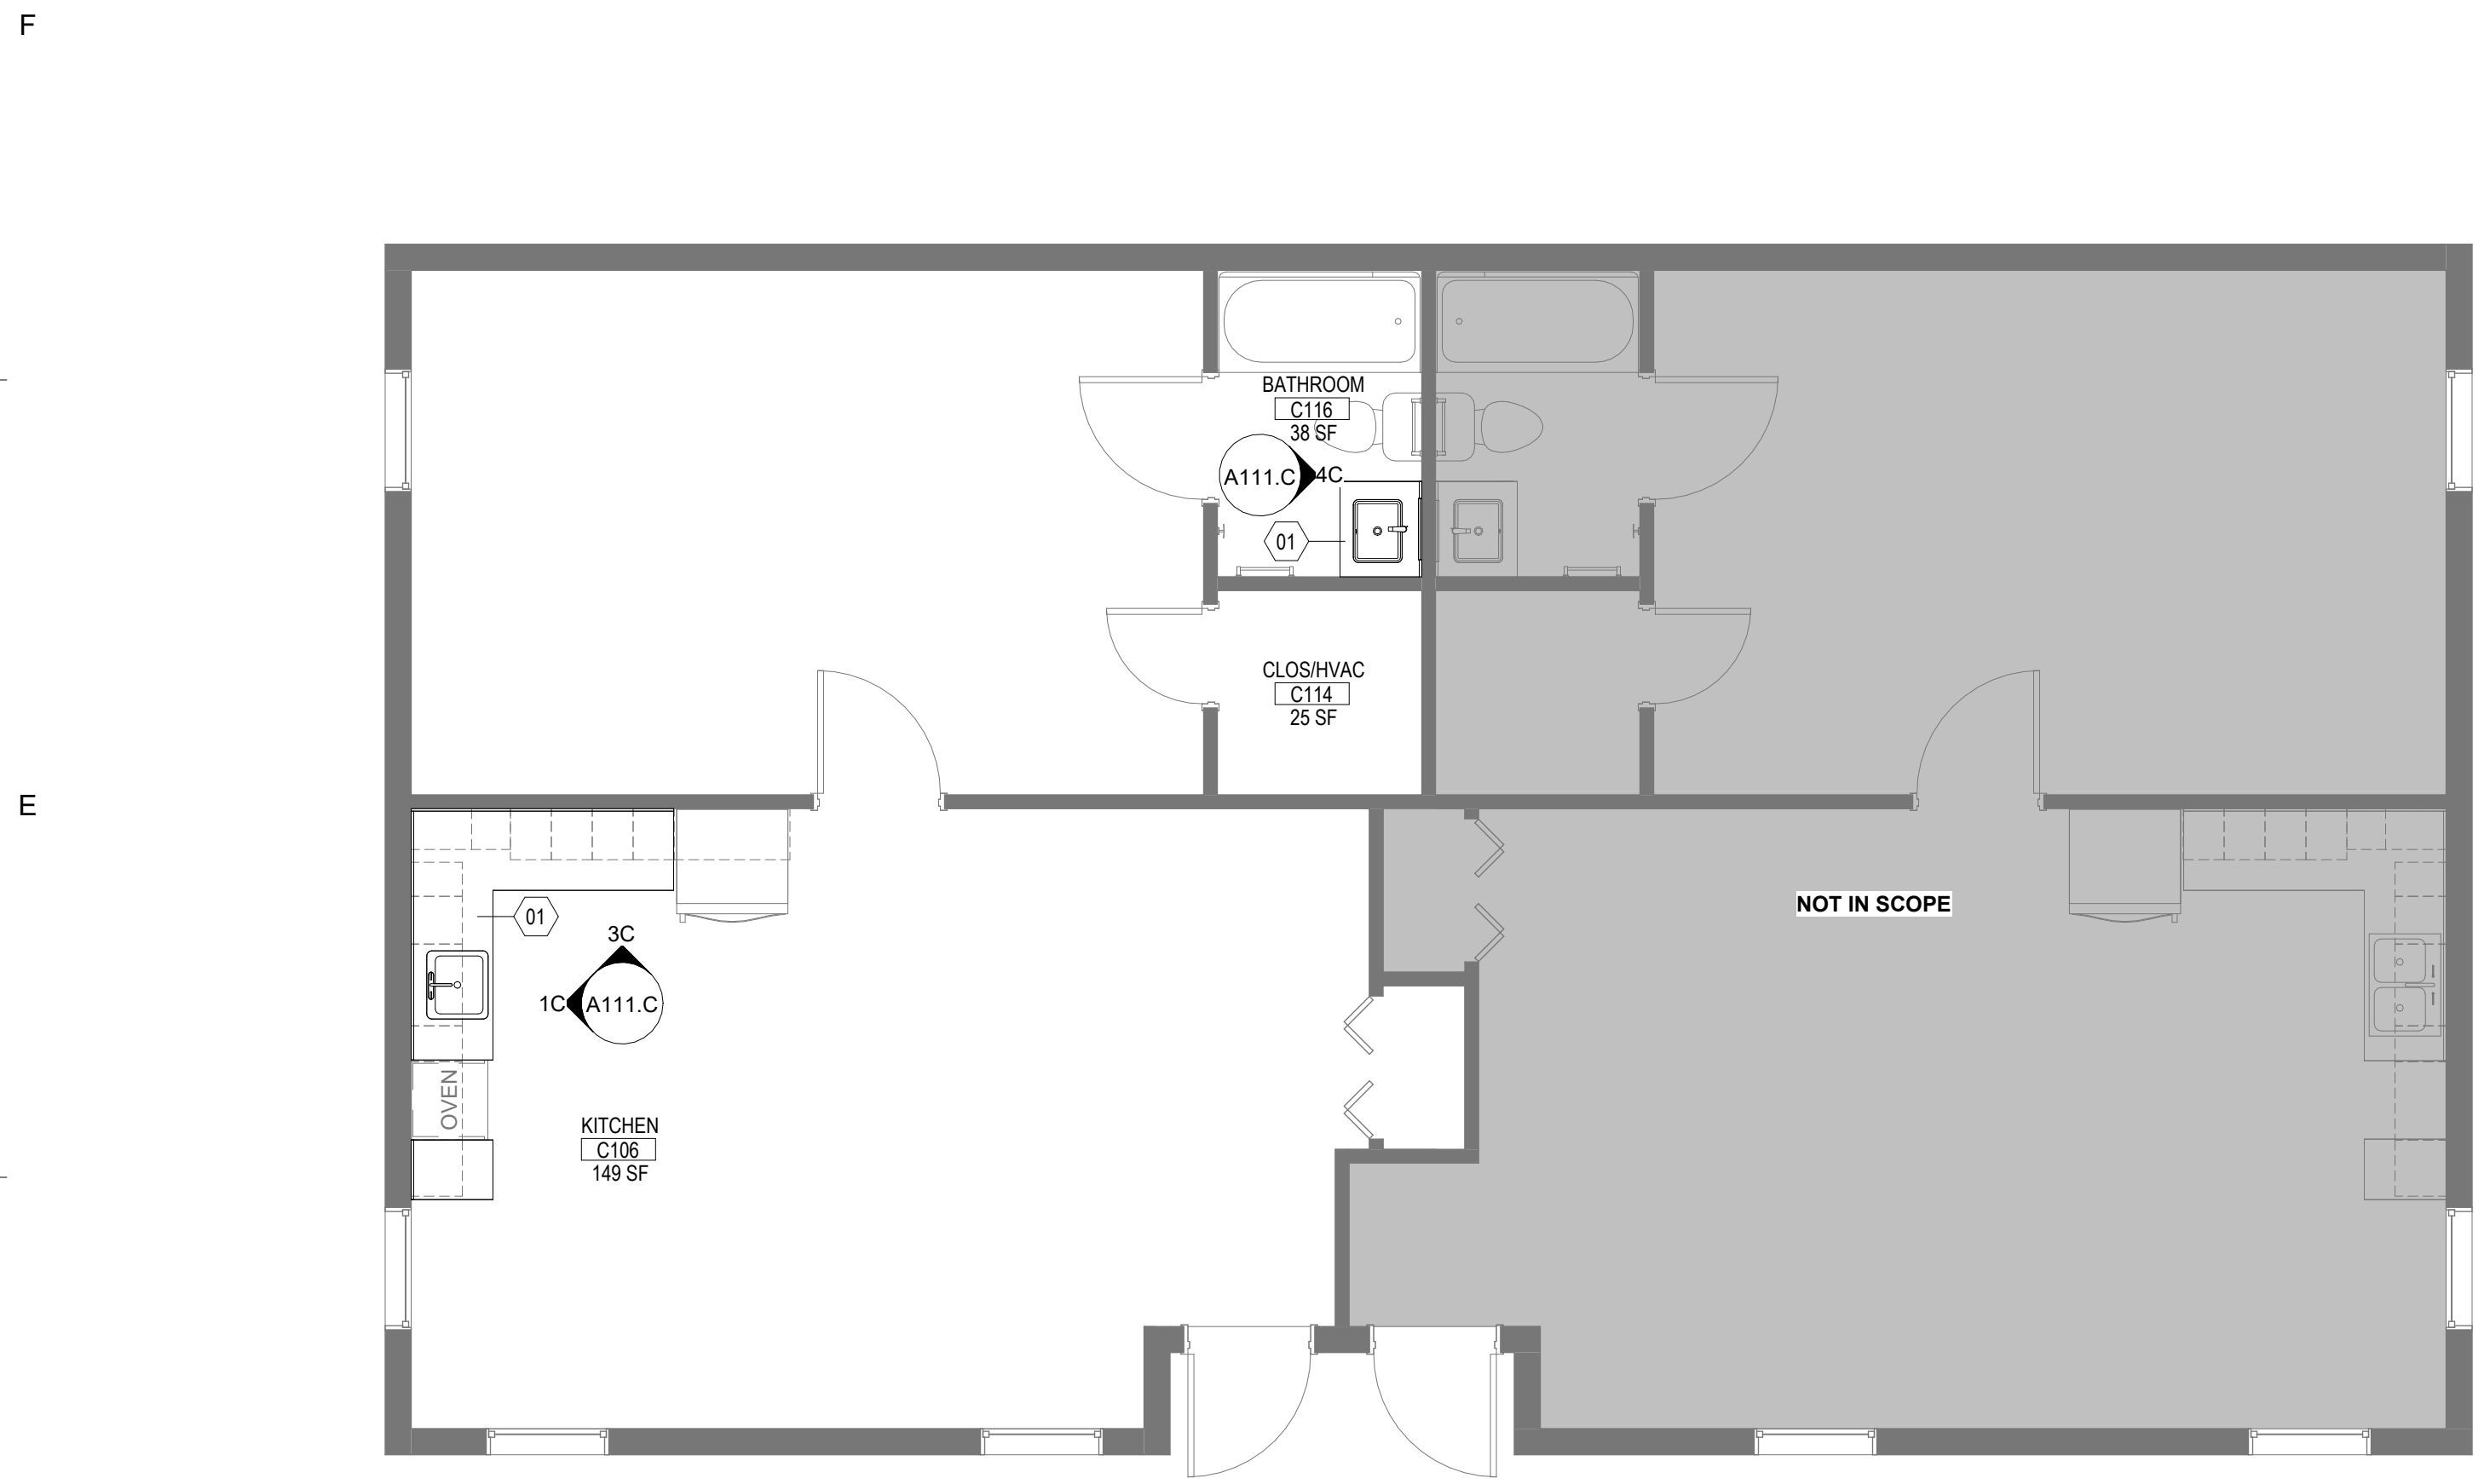 F
BATHROOM
C116
38 SF
A111.C
4C
01
CLOS/HVAC
C114
25 SF
E
NOT IN SCOPE
01
3C
1C
A111.C
OVEN
KITCHEN
C106
149 SF